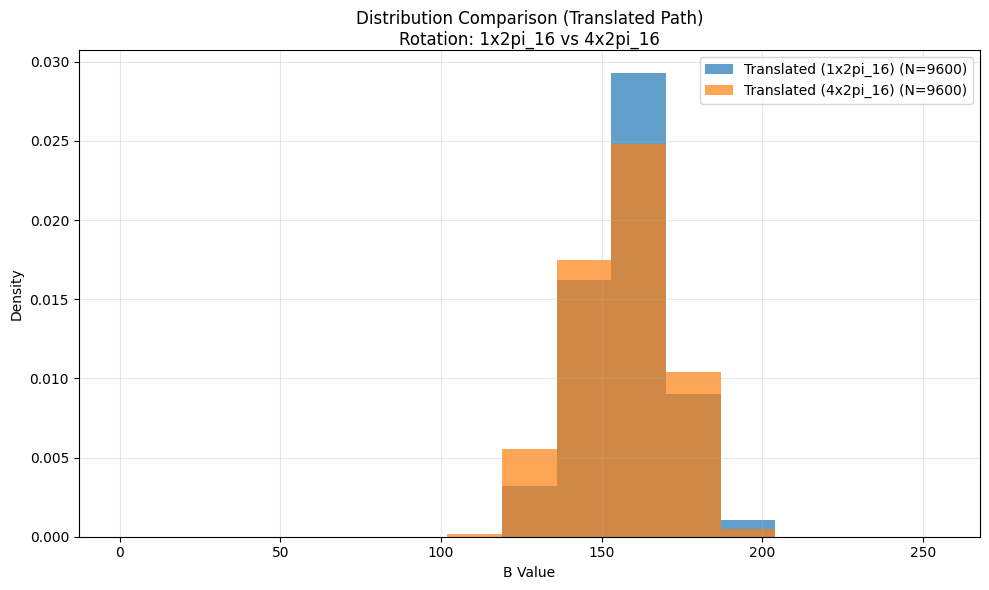 Distribution Comparison (Translated Path)
Rotation: 1x2pi_16 vs 4x2pi_16
Translated (1x2pi_16) (N=9600)
Translated (4x2pi_16) (N=9600)
0.030
0.025
0.020
0.015
0.010
0.005
0.000
Density
0 50 100 150 200 250
B Value